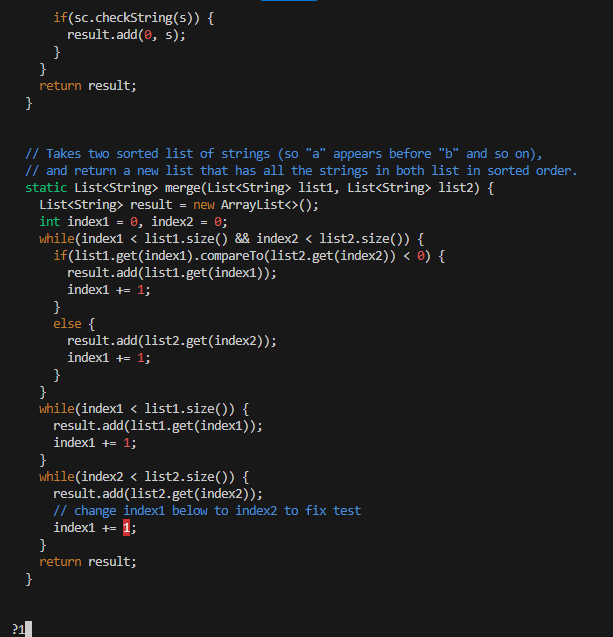 if(sc.checkString(s)) {
result.add(0, s);
}
}
return result;
}
// Takes two sorted list of strings (so "a" appears before "b" and so on),
// and return a new list that has all the strings in both list in sorted order.
static List<String> merge(List<String> list1, List<String> list2) {
List<String> result = new ArrayList<>();
int index1 = 0, index2 = 0;
while(index1 < list1.size() && index2 < list2.size()) {
if(list1.get(index1).compareTo(list2.get(index2)) < 0) {
result.add(list1.get(index1));
index1 += 1;
}
else {
result.add(list2.get(index2));
index1 += 1;
}
}
while(index1 < list1.size()) {
result.add(list1.get(index1));
index1 += 1;
}
while(index2 < list2.size()) {
result.add(list2.get(index2));
// change index1 below to index2 to fix test
index1 += 1;
}
return result;
}
?1